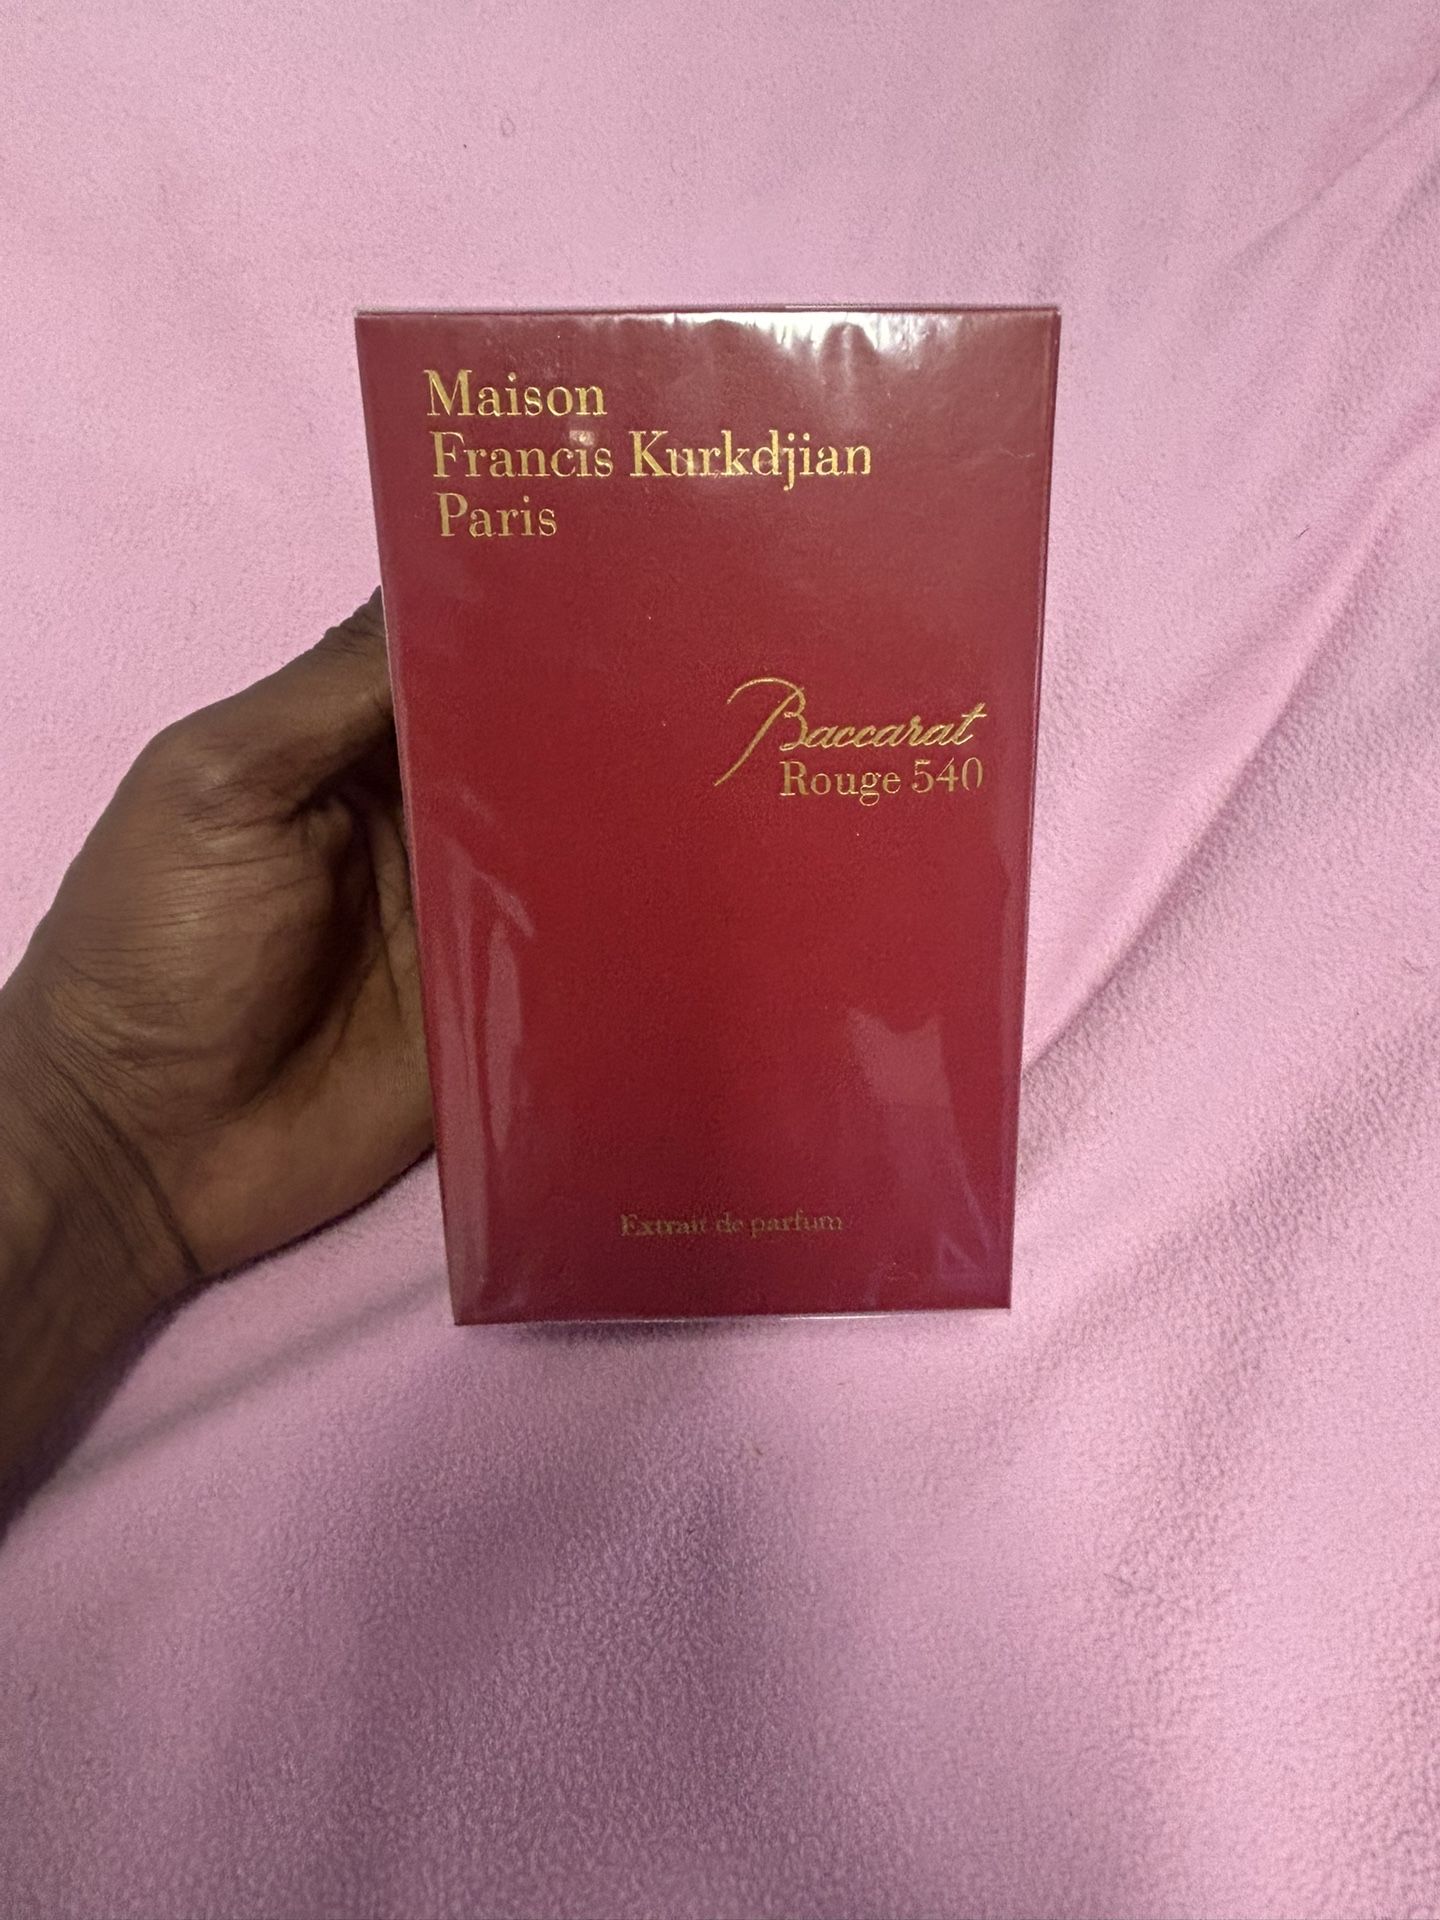 Maison
Francis Kurkdjian
Paris
Baccarat
Rouge 540
Extrait de parfum